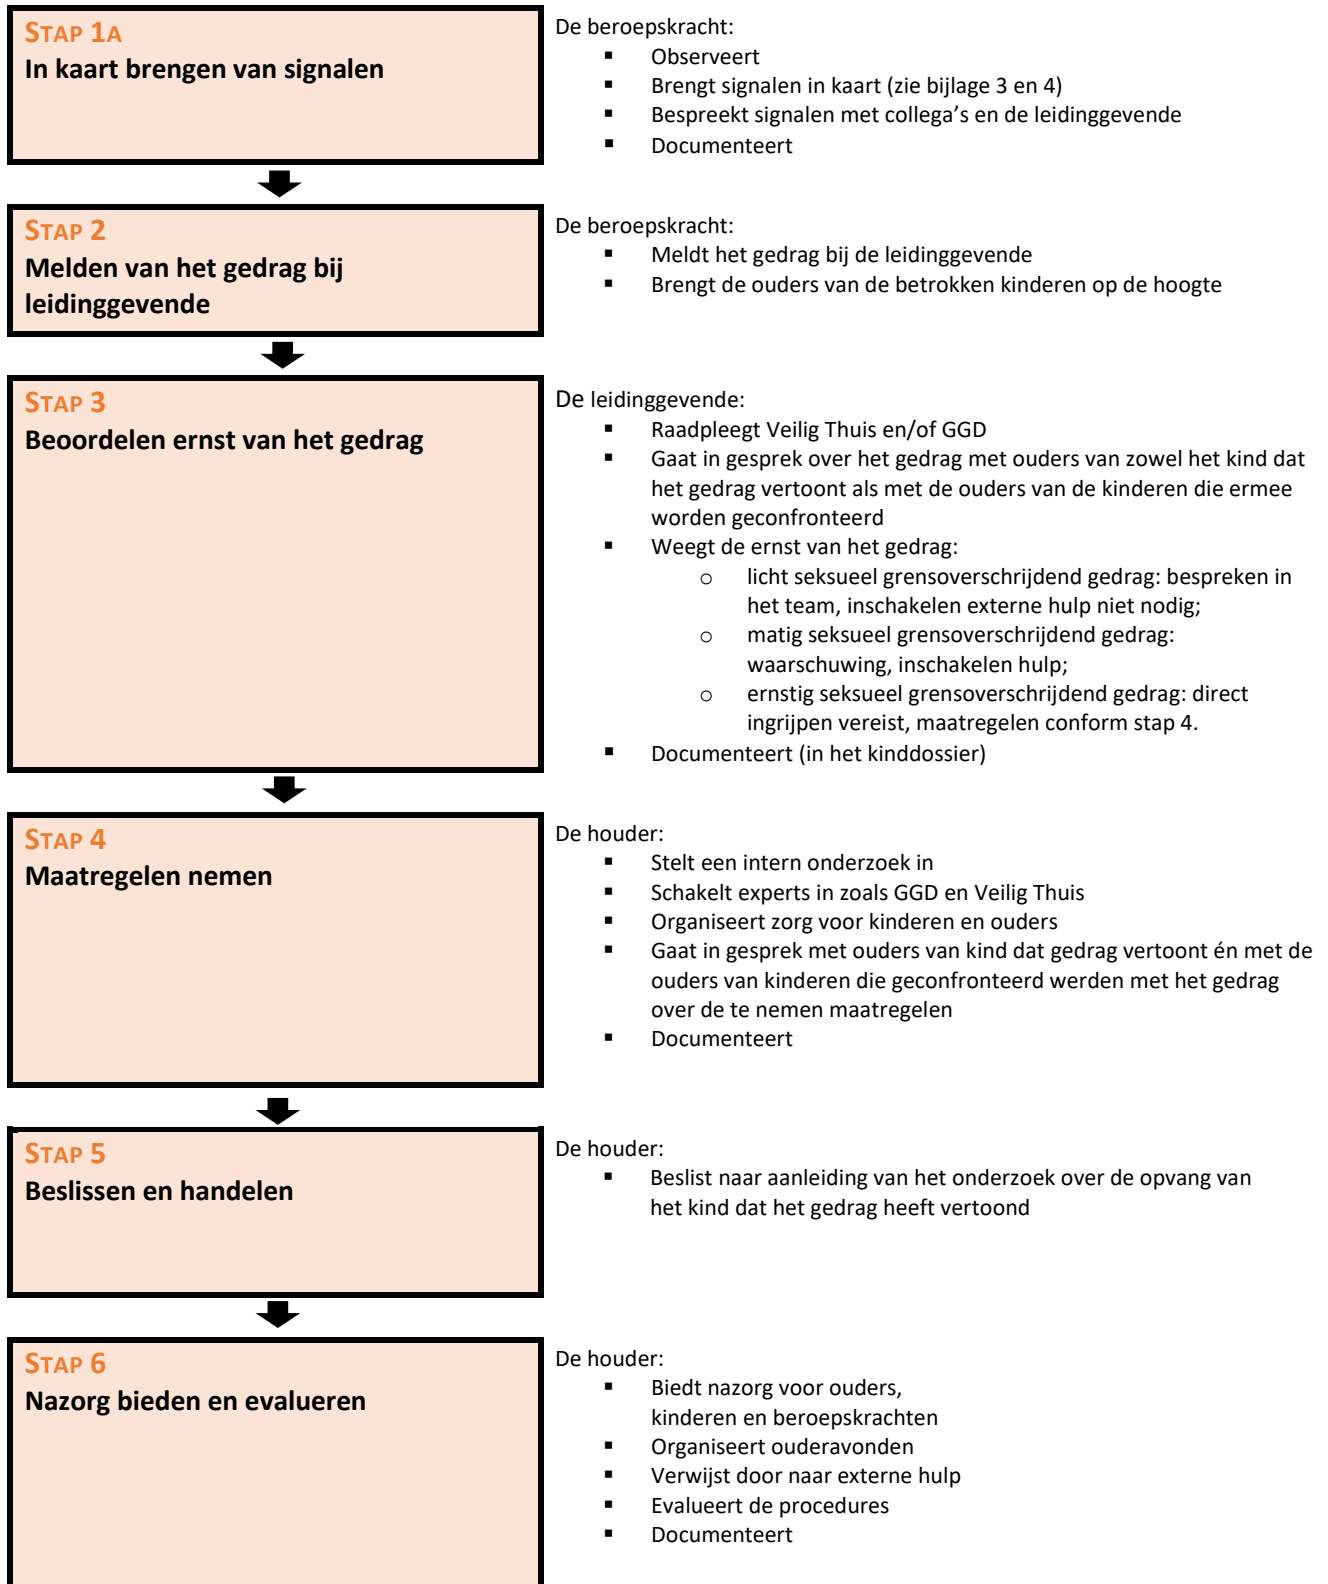 STAP 1A
In kaart brengen van signalen
De beroepskracht:
▪ Observeert
▪ Brengt signalen in kaart (zie bijlage 3 en 4)
▪ Bespreekt signalen met collega's en de leidinggevende
▪ Documenteert
STAP 2
Melden van het gedrag bij
leidinggevende
De beroepskracht:
▪ Meldt het gedrag bij de leidinggevende
▪ Brengt de ouders van de betrokken kinderen op de hoogte
STAP 3
Beoordelen ernst van het gedrag
De leidinggevende:
▪ Raadpleegt Veilig Thuis en/of GGD
▪ Gaat in gesprek over het gedrag met ouders van zowel het kind dat
het gedrag vertoont als met de ouders van de kinderen die ermee
worden geconfronteerd
▪ Weegt de ernst van het gedrag:
o licht seksueel grensoverschrijdend gedrag: bespreken in
het team, inschakelen externe hulp niet nodig;
o matig seksueel grensoverschrijdend gedrag:
waarschuwing, inschakelen hulp;
o ernstig seksueel grensoverschrijdend gedrag: direct
ingrijpen vereist, maatregelen conform stap 4.
▪ Documenteert (in het kinddossier)
STAP 4
Maatregelen nemen
De houder:
▪ Stelt een intern onderzoek in
▪ Schakelt experts in zoals GGD en Veilig Thuis
▪ Organiseert zorg voor kinderen en ouders
▪ Gaat in gesprek met ouders van kind dat gedrag vertoont én met de
ouders van kinderen die geconfronteerd werden met het gedrag
over de te nemen maatregelen
▪ Documenteert
STAP 5
Beslissen en handelen
De houder:
▪ Beslist naar aanleiding van het onderzoek over de opvang van
het kind dat het gedrag heeft vertoond
STAP 6
Nazorg bieden en evalueren
De houder:
▪ Biedt nazorg voor ouders,
kinderen en beroepskrachten
▪ Organiseert ouderavonden
▪ Verwijst door naar externe hulp
▪ Evalueert de procedures
▪ Documenteert